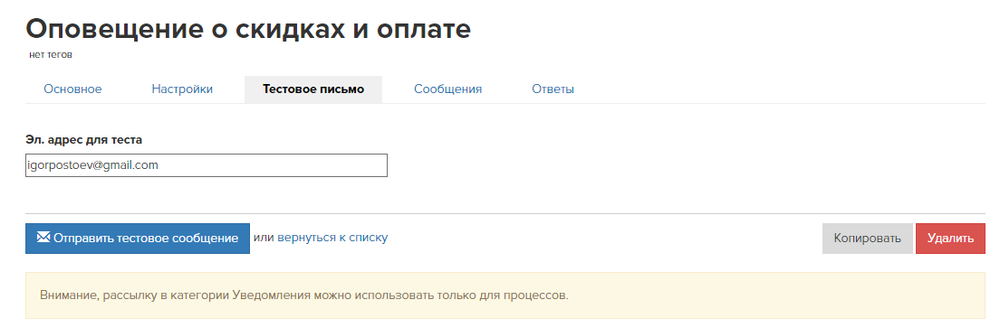 Оповещение о скидках и оплате
нет тегов
Основное Настройки Тестовое письмо Сообщения Ответы
Эл. адрес для теста
igorpostoev@gmail.com
Отправить тестовое сообщение или вернуться к списку Копировать Удалить
Внимание, рассылку в категории Уведомления можно использовать только для процессов.